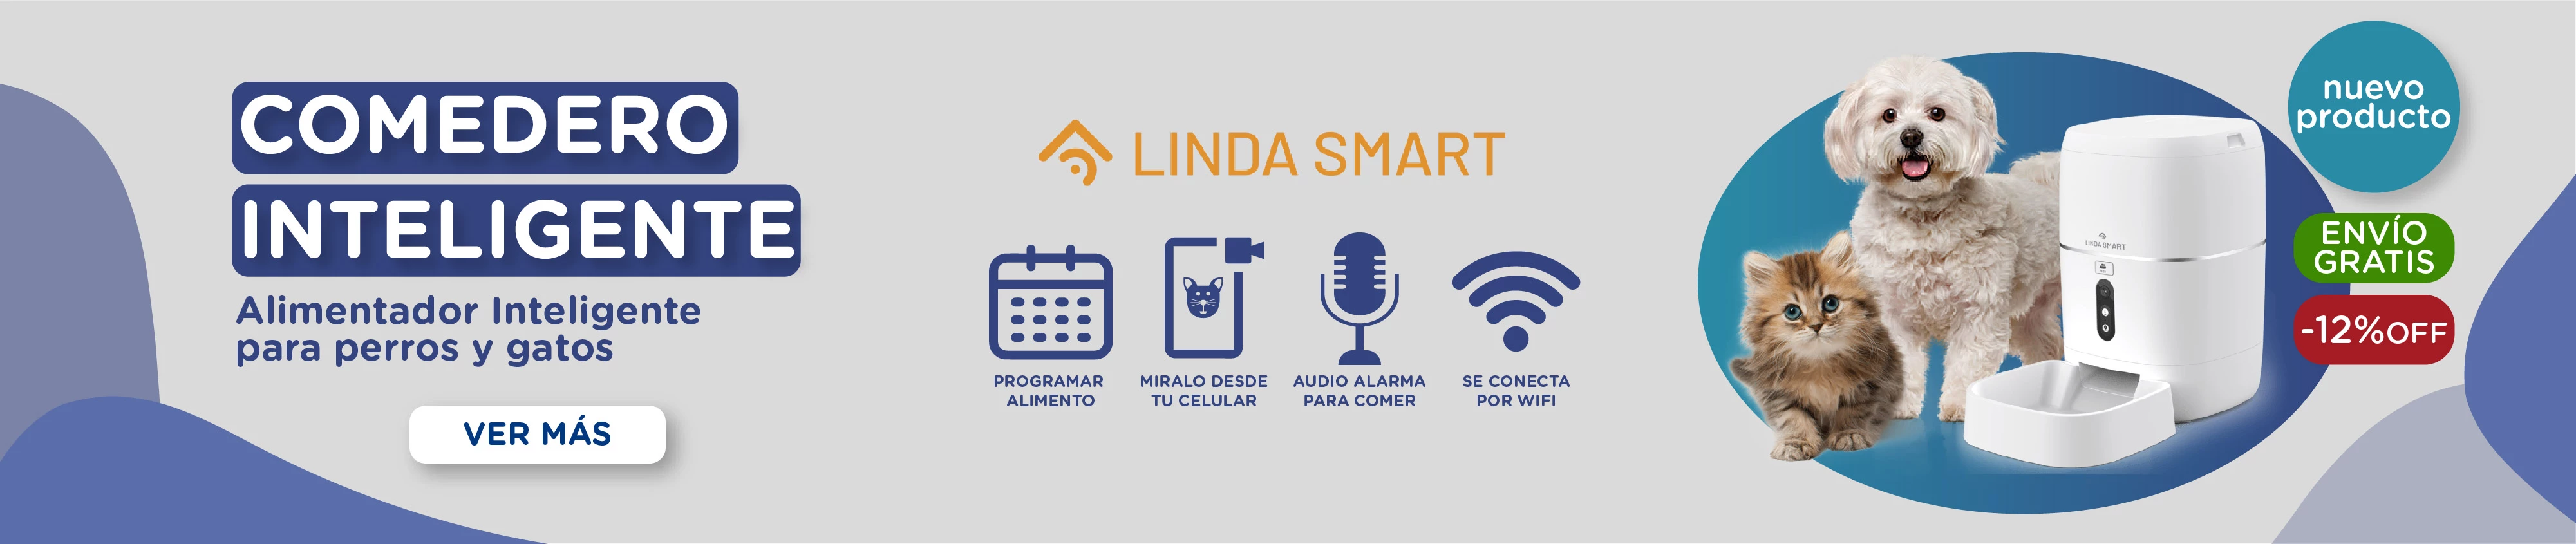 COMEDERO
INTELIGENTE
Alimentador Inteligente
para perros y gatos
VER MÁS
LINDA SMART
PROGRAMAR
ALIMENTO
MIRALO DESDE
TU CELULAR
AUDIO ALARMA
PARA COMER
SE CONECTA
POR WIFI
LINDA SMART
nuevo
producto
ENVÍO
GRATIS
-12%OFF